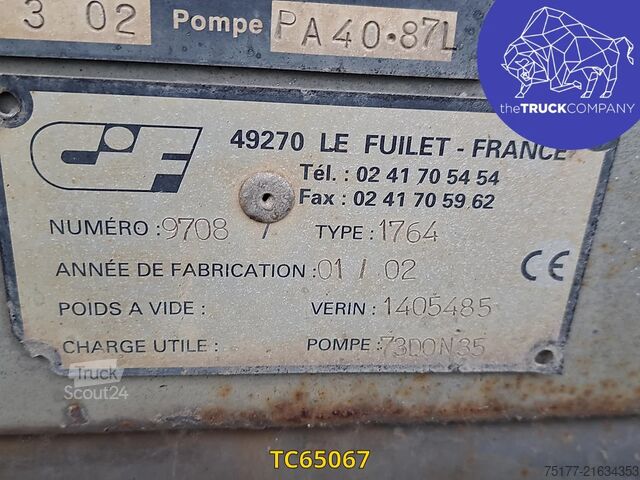 3 02 Pompe PA40·87L
theTRUCKCOMPANY
CIF
49270 LE FUILET - FRANCE
Tél. : 02 41 70 54 54
Fax : 02 41 70 59 62
NUMÉRO : 9708 / TYPE : 1764
ANNÉE DE FABRICATION : 01 / 02
CE
POIDS A VIDE : VERIN : 1405485
CHARGE UTILE : POMPE : 73DON35
Truck
Scout24
TC65067
75177-21634353